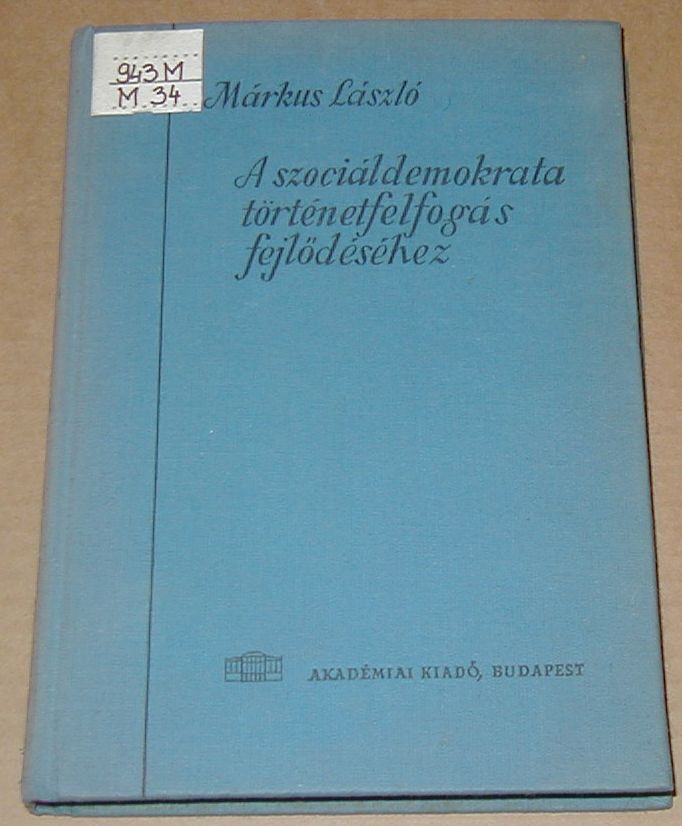 943 M
M 34
Márkus László
A szociáldemokrata
történetfelfogás
fejlődéséhez
AKADÉMIAI KIADÓ, BUDAPEST